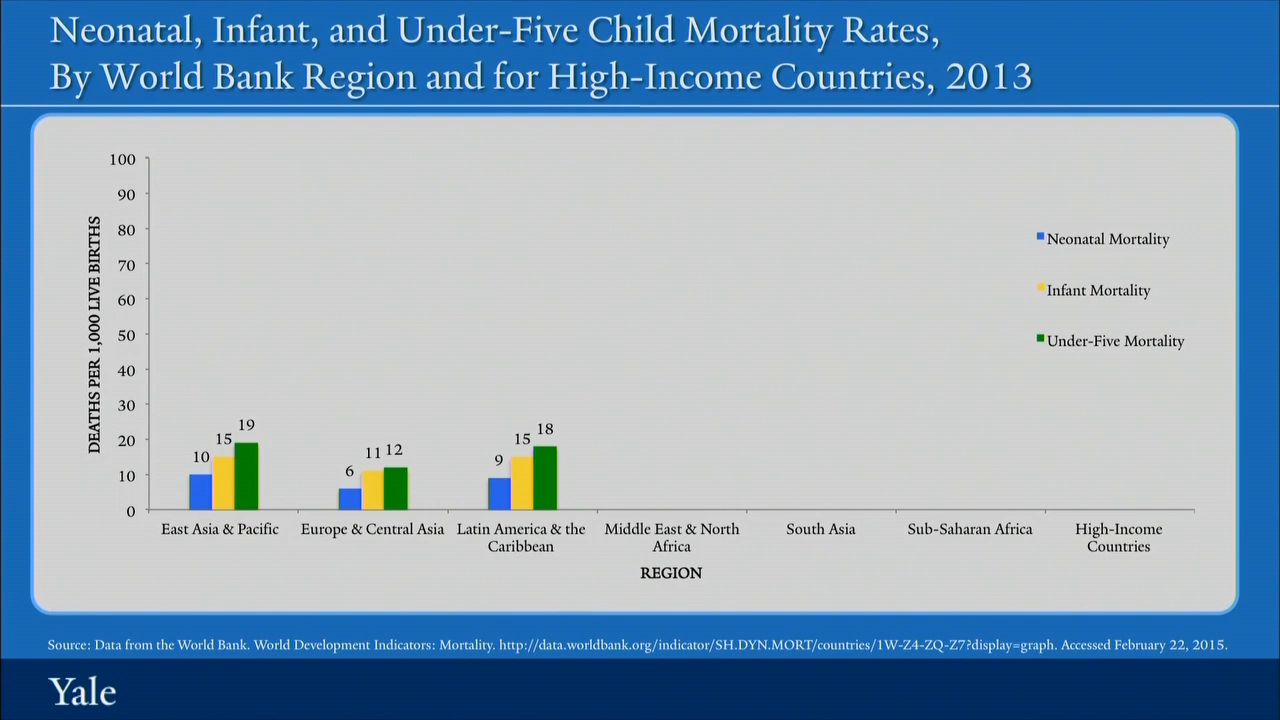 Neonatal, Infant, and Under-Five Child Mortality Rates,
By World Bank Region and for High-Income Countries, 2013
DEATHS PER 1,000 LIVE BIRTHS
100
90
80
70
60
50
40
30
20
10
0
10 15 19
6 11 12
9 15 18
Neonatal Mortality
Infant Mortality
Under-Five Mortality
East Asia & Pacific
Europe & Central Asia
Latin America & the
Caribbean
Middle East & North
Africa
South Asia
Sub-Saharan Africa
High-Income
Countries
REGION
Source: Data from the World Bank. World Development Indicators: Mortality. http://data.worldbank.org/indicator/SH.DYN.MORT/countries/1W-Z4-ZQ-Z7?display=graph. Accessed February 22, 2015.
Yale